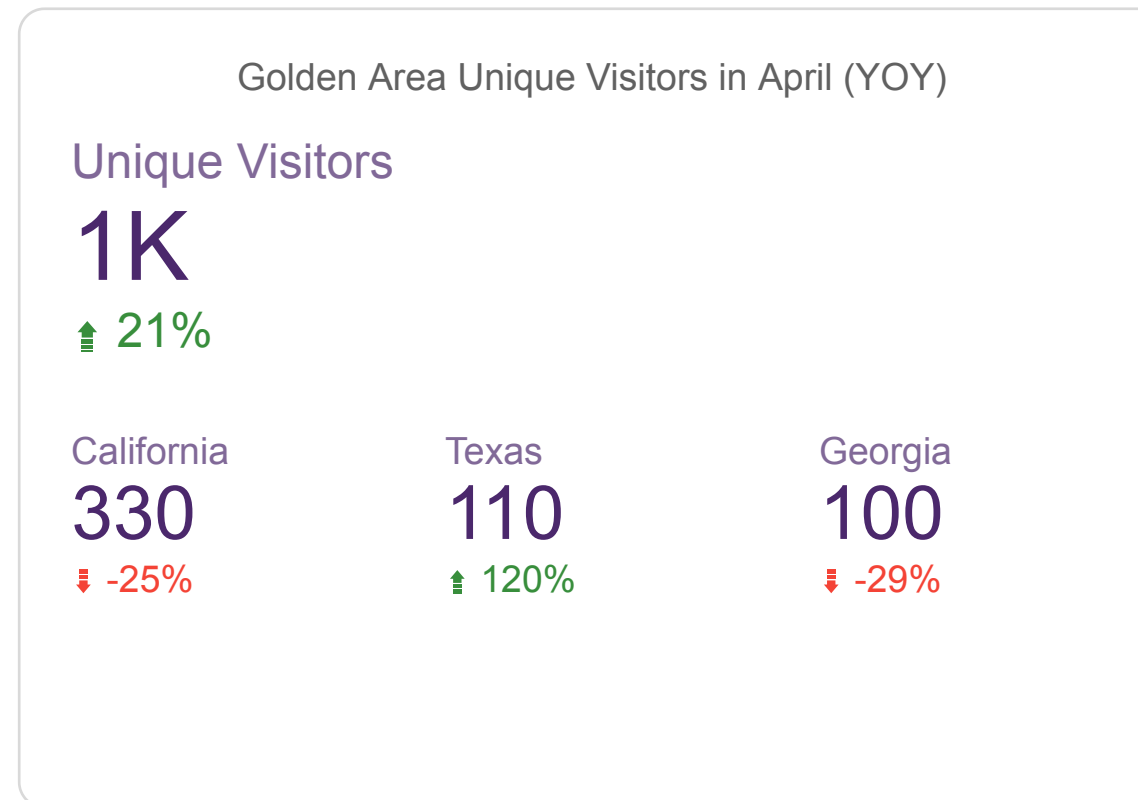 Golden Area Unique Visitors in April (YOY)
Unique Visitors
1K
21%
California Texas Georgia
330 110 100
-25% 120% -29%